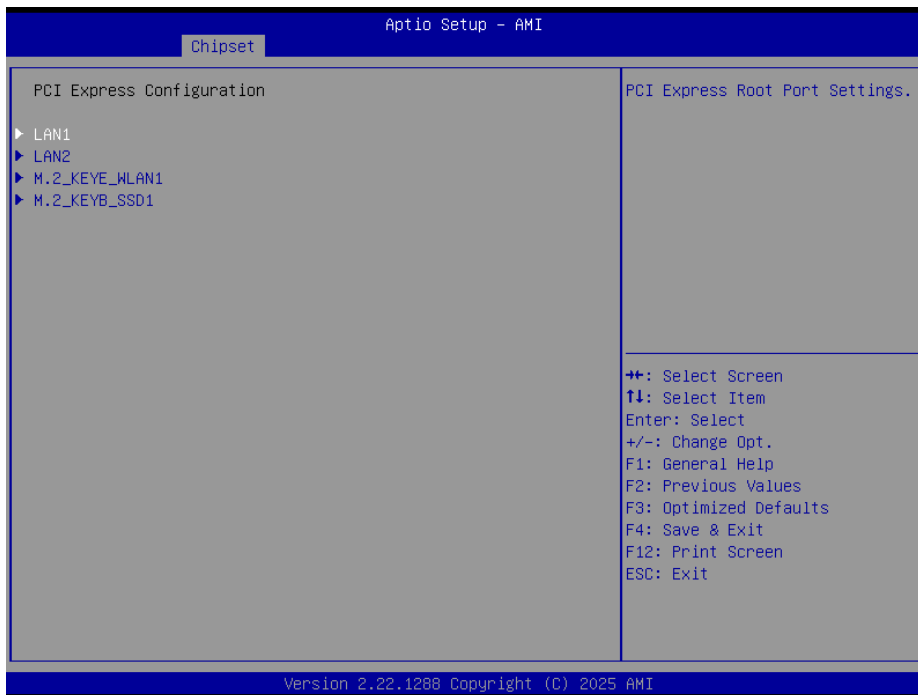 Aptio Setup – AMI
Chipset
PCI Express Configuration
▶ LAN1
▶ LAN2
▶ M.2_KEYE_WLAN1
▶ M.2_KEYB_SSD1
PCI Express Root Port Settings.
→←: Select Screen
↑↓: Select Item
Enter: Select
+/-: Change Opt.
F1: General Help
F2: Previous Values
F3: Optimized Defaults
F4: Save & Exit
F12: Print Screen
ESC: Exit
Version 2.22.1288 Copyright (C) 2025 AMI